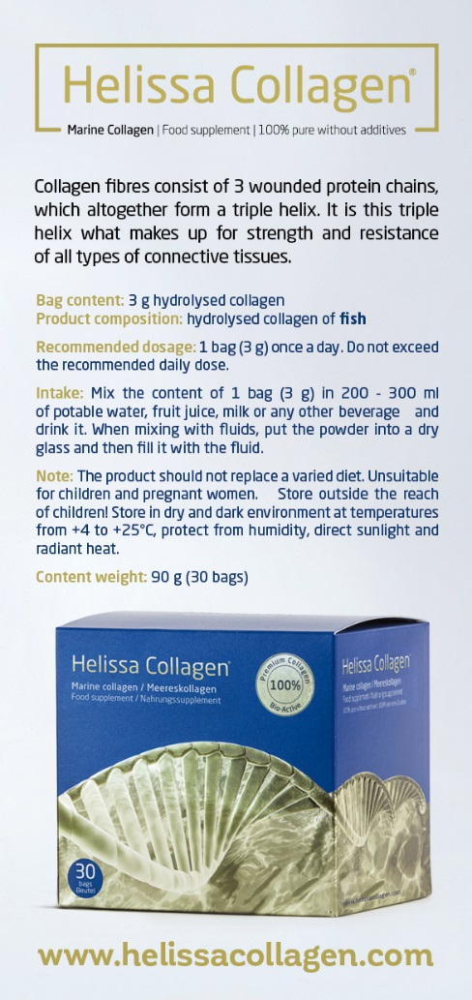 Helissa Collagen®
Marine Collagen | Food supplement | 100% pure without additives
Collagen fibres consist of 3 wounded protein chains,
which altogether form a triple helix. It is this triple
helix what makes up for strength and resistance
of all types of connective tissues.
Bag content: 3 g hydrolysed collagen
Product composition: hydrolysed collagen of fish
Recommended dosage: 1 bag (3 g) once a day. Do not exceed
the recommended daily dose.
Intake: Mix the content of 1 bag (3 g) in 200 - 300 ml
of potable water, fruit juice, milk or any other beverage and
drink it. When mixing with fluids, put the powder into a dry
glass and then fill it with the fluid.
Note: The product should not replace a varied diet. Unsuitable
for children and pregnant women. Store outside the reach
of children! Store in dry and dark environment at temperatures
from +4 to +25°C, protect from humidity, direct sunlight and
radiant heat.
Content weight: 90 g (30 bags)
Helissa Collagen®
Marine collagen / Meereskollagen
Food supplement / Nahrungssupplement
Premium Collagen
100%
Bio-Active
30
bags
Beutel
Helissa Collagen®
Marine collagen / Meereskollagen
Food supplement / Nahrungssupplement
www.helissacollagen.com
www.helissacollagen.com